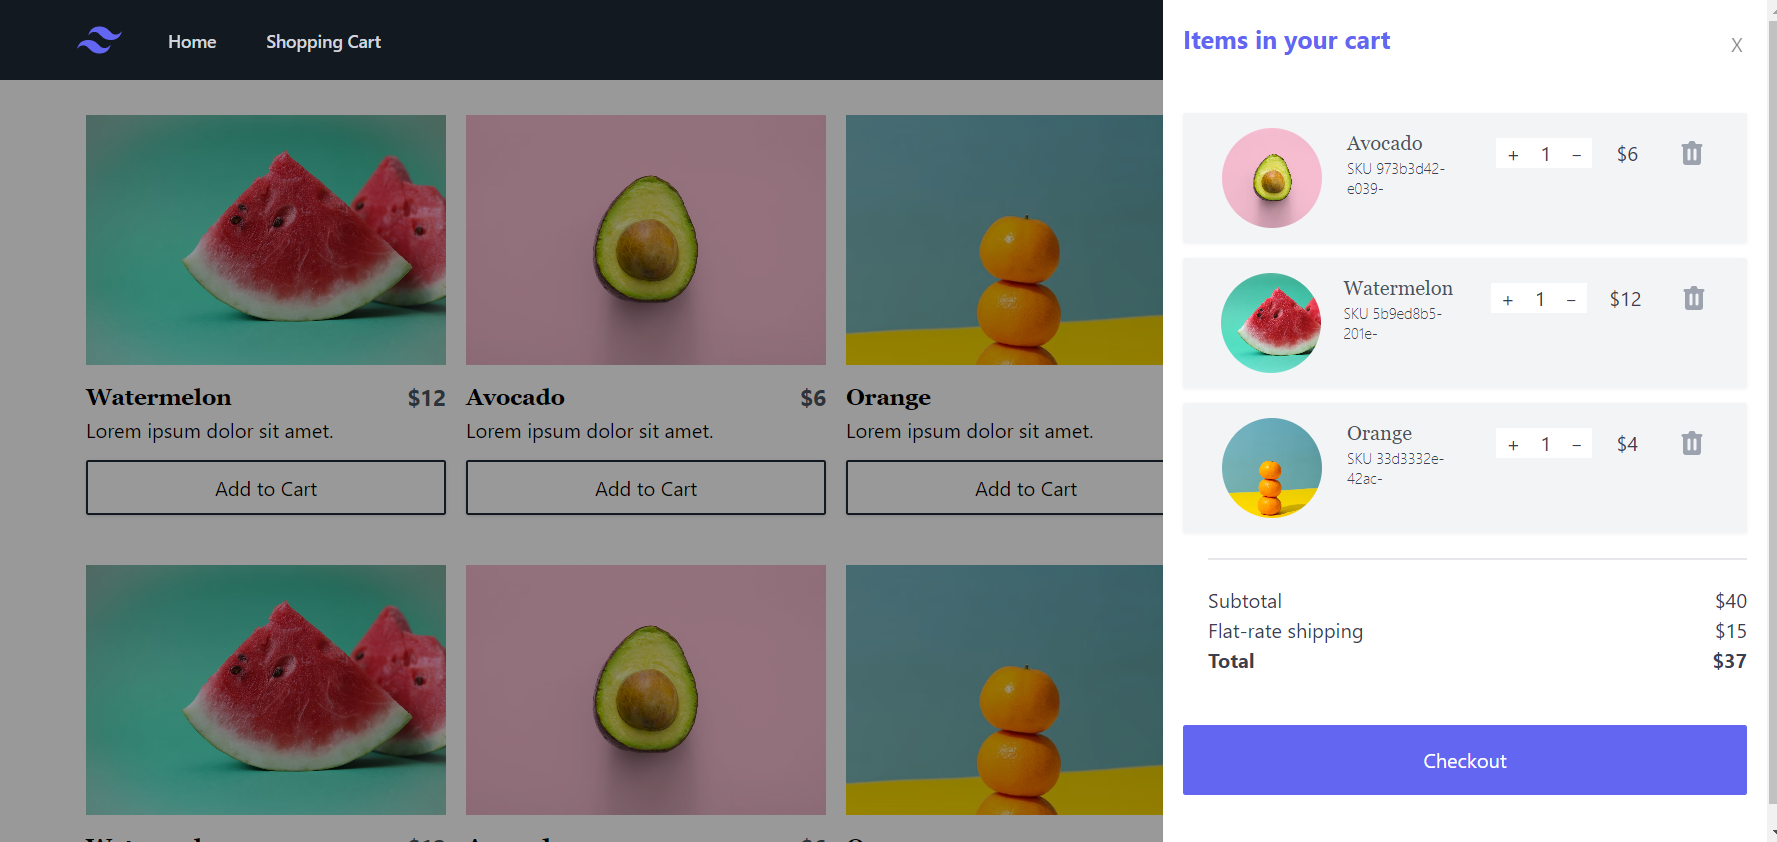 Home
Shopping Cart
Watermelon
$12
Lorem ipsum dolor sit amet.
Add to Cart
Avocado
$6
Lorem ipsum dolor sit amet.
Add to Cart
Orange
Lorem ipsum dolor sit amet.
Add to Cart
Items in your cart
X
Avocado
SKU 973b3d42-
e039-
+ 1 –
$6
Watermelon
SKU 5b9ed8b5-
201e-
+ 1 –
$12
Orange
SKU 33d3332e-
42ac-
+ 1 –
$4
Subtotal
$40
Flat-rate shipping
$15
Total
$37
Checkout